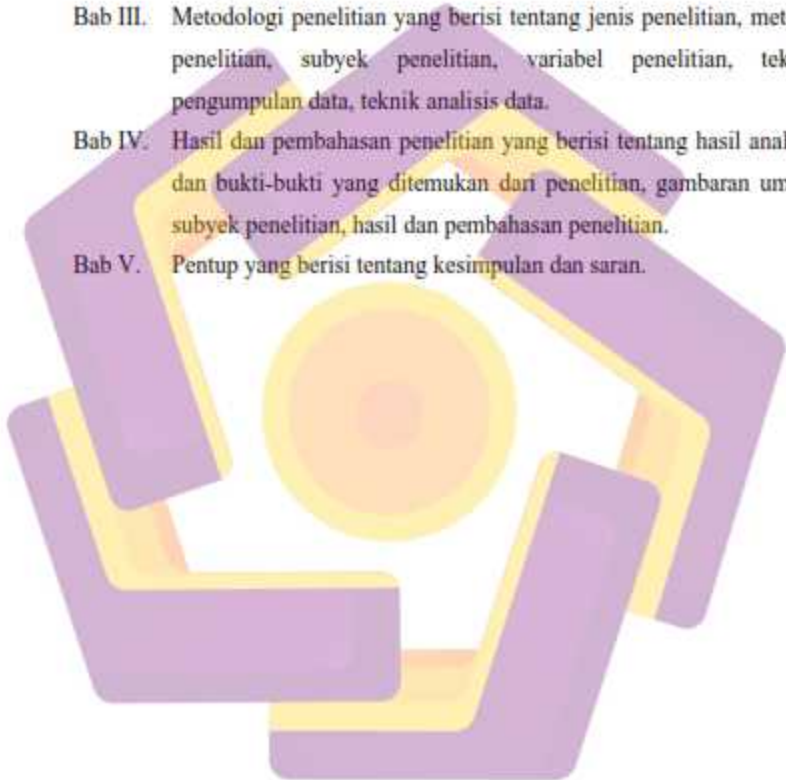 Bab III. Metodologi penelitian yang berisi tentang jenis penelitian, met
penelitian, subyek penelitian, variabel penelitian, tek
pengumpulan data, teknik analisis data.
Bab IV. Hasil dan pembahasan penelitian yang berisi tentang hasil anal
dan bukti-bukti yang ditemukan dari penelitian, gambaran um
subyek penelitian, hasil dan pembahasan penelitian.
Bab V. Pentup yang berisi tentang kesimpulan dan saran.